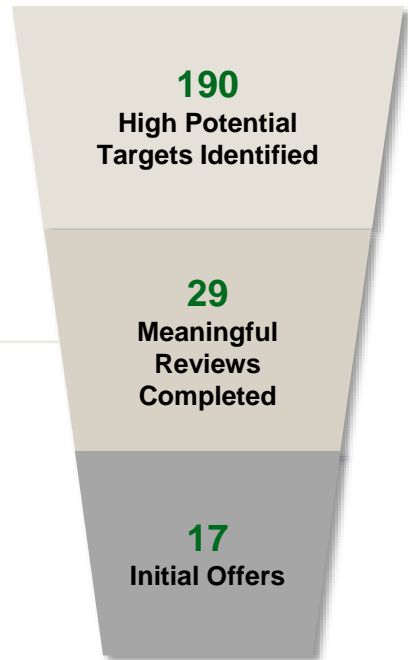 190
High Potential
Targets Identified
29
Meaningful
Reviews
Completed
17
Initial Offers